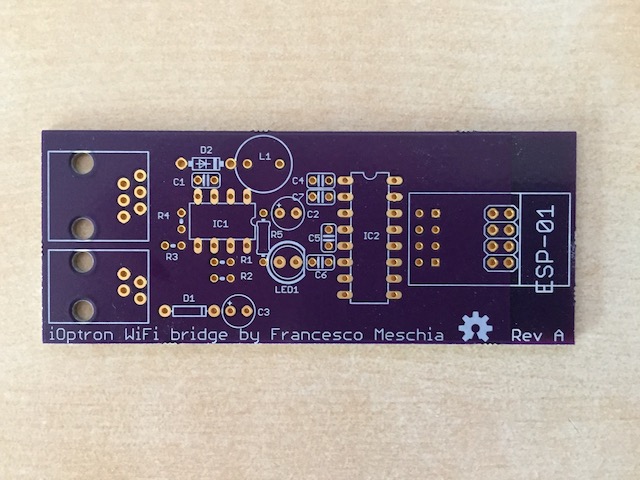 D2
L1
C1
C4
C7
R4
IC1
C2
R5
C5
IC2
R3
R1
C6
R2
LED1
D1
C3
ESP-01
iOptron WiFi bridge by Francesco Meschia
Rev A